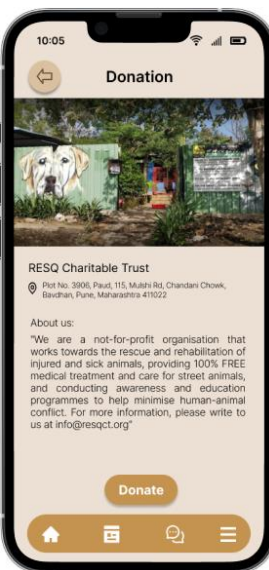 10:05
Donation
RESQ Charitable Trust
Plot No. 3906, Paud, 115, Mulshi Rd, Chandani Chowk,
Bavdhan, Pune, Maharashtra 411022
About us:
"We are a not-for-profit organisation that
works towards the rescue and rehabilitation of
injured and sick animals, providing 100% FREE
medical treatment and care for street animals,
and conducting awareness and education
programmes to help minimise human-animal
conflict. For more information, please write to
us at info@resqct.org"
Donate